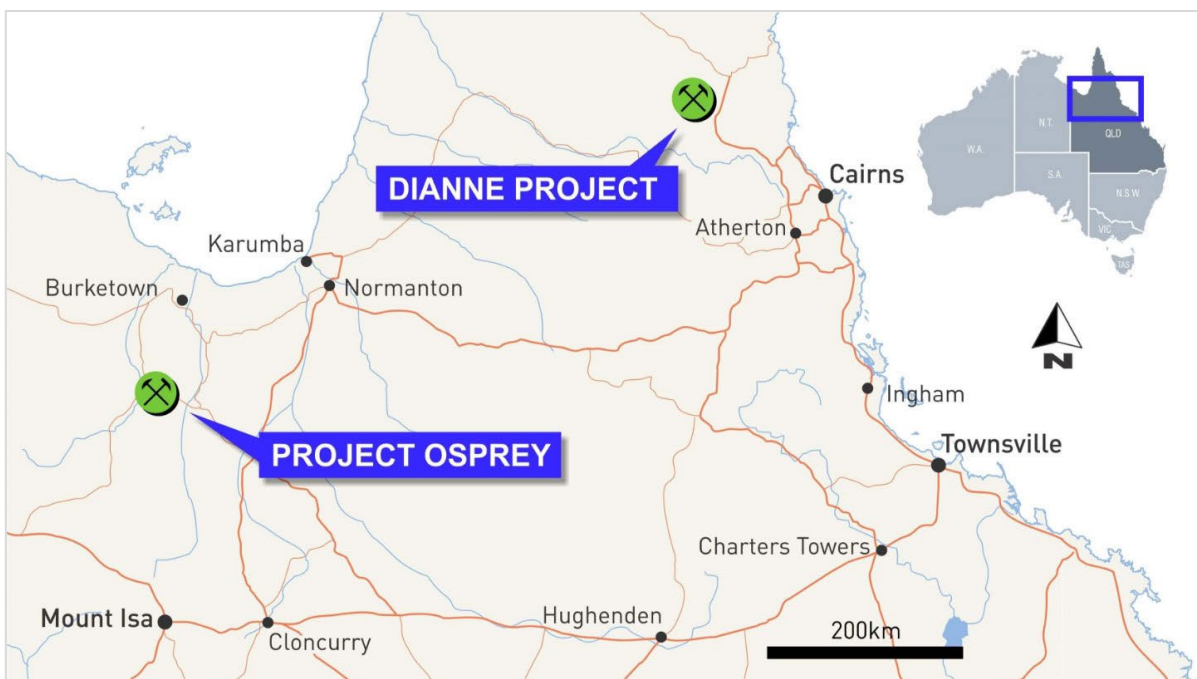 DIANNE PROJECT
Cairns
Atherton
Karumba
Burketown
Normanton
Ingham
PROJECT OSPREY
Townsville
Charters Towers
Mount Isa
Cloncurry
Hughenden
200km
N.T.
QLD
W.A.
S.A.
N.S.W.
VIC
TAS
N